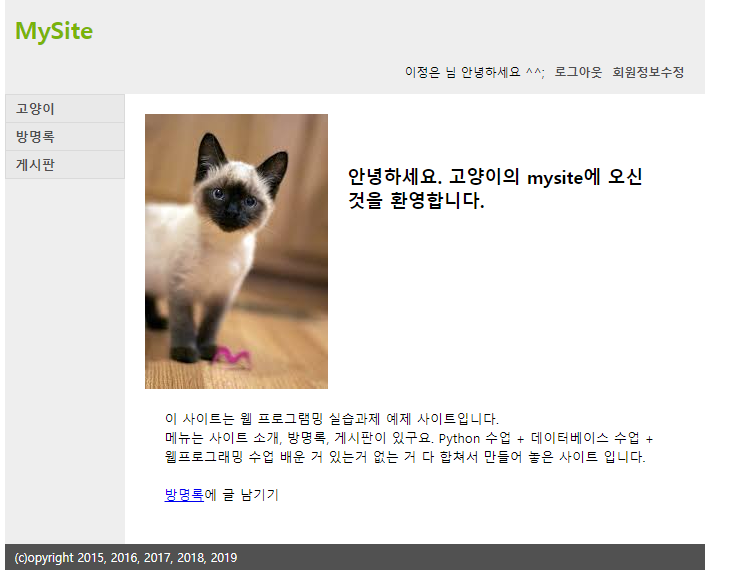 MySite
이정은 님 안녕하세요 ^^; 로그아웃 회원정보수정
고양이
방명록
게시판
안녕하세요. 고양이의 mysite에 오신
것을 환영합니다.
이 사이트는 웹 프로그램밍 실습과제 예제 사이트입니다.
메뉴는 사이트 소개, 방명록, 게시판이 있구요. Python 수업 + 데이터베이스 수업 +
웹프로그래밍 수업 배운 거 있는거 없는 거 다 합쳐서 만들어 놓은 사이트 입니다.
방명록에 글 남기기
(c)opyright 2015, 2016, 2017, 2018, 2019